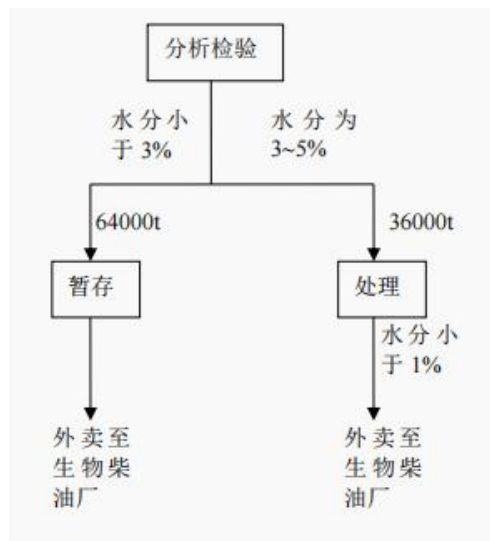 分析检验
水分小
于 3%
水分为
3~5%
64000t
36000t
暂存
处理
水分小
于 1%
外卖至
生物柴
油厂
外卖至
生物柴
油厂